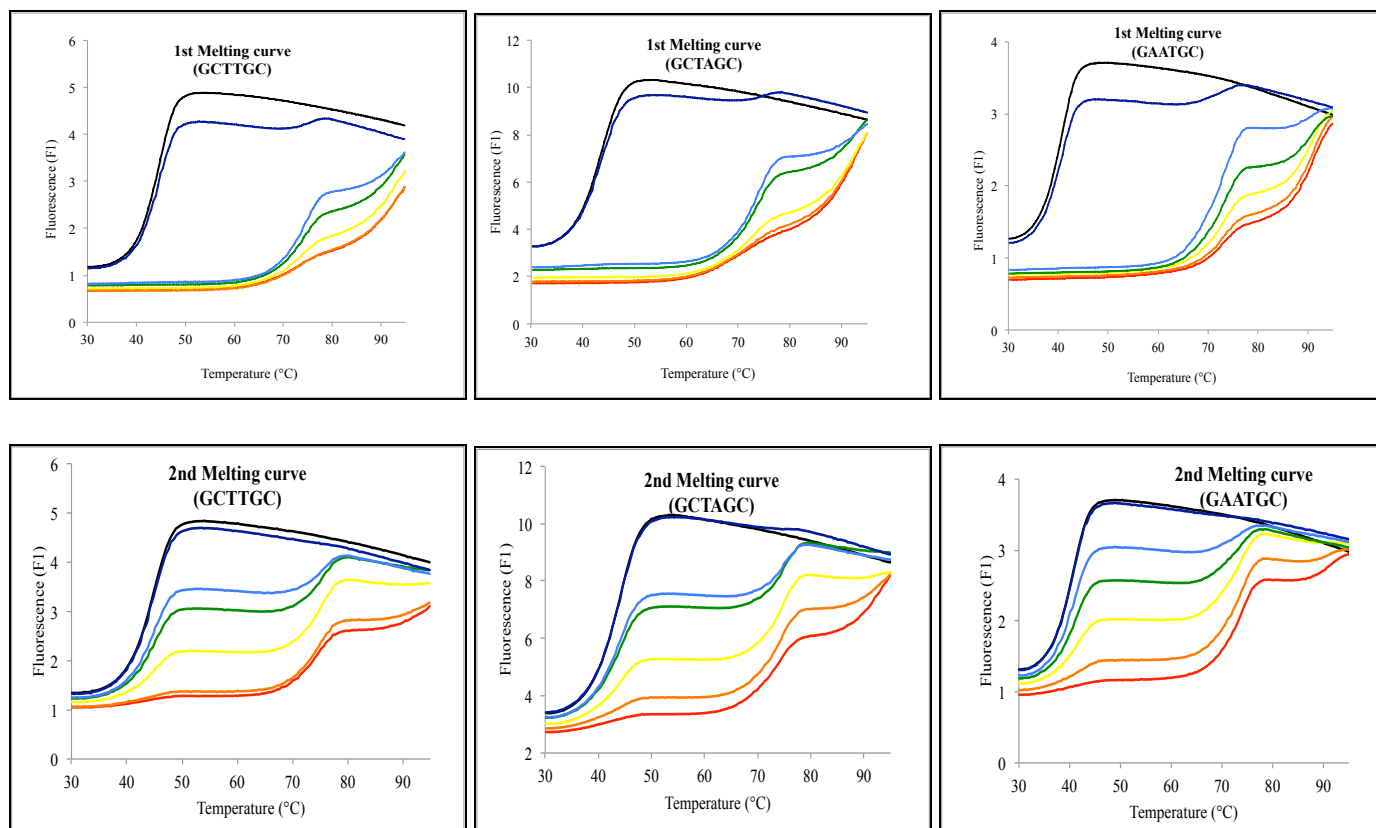 1st Melting curve
(GCTTGC)
Fluorescence (F1)
6
5
4
3
2
1
0
30 40 50 60 70 80 90
Temperature (°C)
1st Melting curve
(GCTAGC)
Fluorescence (F1)
12
10
8
6
4
2
0
30 40 50 60 70 80 90
Temperature (°C)
1st Melting curve
(GAATGC)
Fluorescence (F1)
4
3
2
1
0
30 40 50 60 70 80 90
Temperature (°C)
2nd Melting curve
(GCTTGC)
Fluorescence (F1)
6
5
4
3
2
1
0
30 40 50 60 70 80 90
Temperature (°C)
2nd Melting curve
(GCTAGC)
Fluorescence (F1)
12
10
8
6
4
2
30 40 50 60 70 80 90
Temperature (°C)
2nd Melting curve
(GAATGC)
Fluorescence (F1)
4
3
2
1
0
30 40 50 60 70 80 90
Temperature (°C)